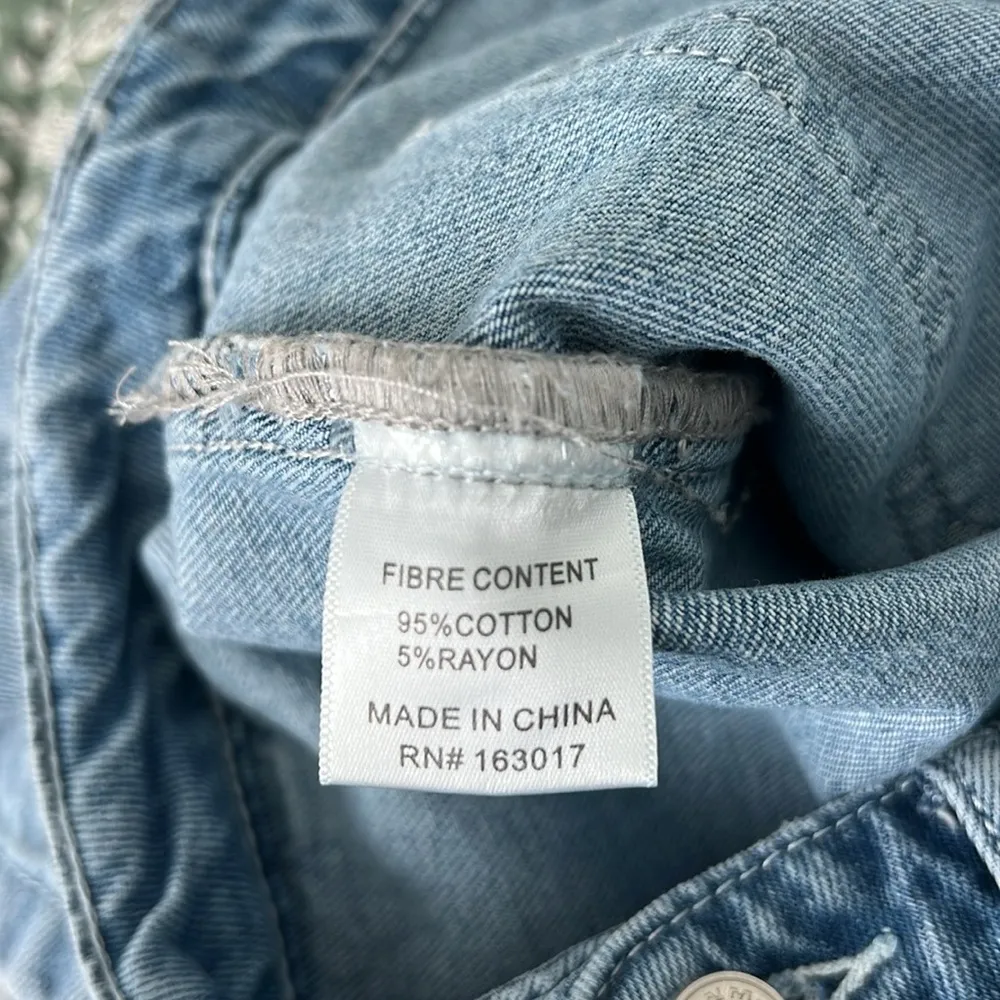 FIBRE CONTENT
95%COTTON
5%RAYON
MADE IN CHINA
RN# 163017